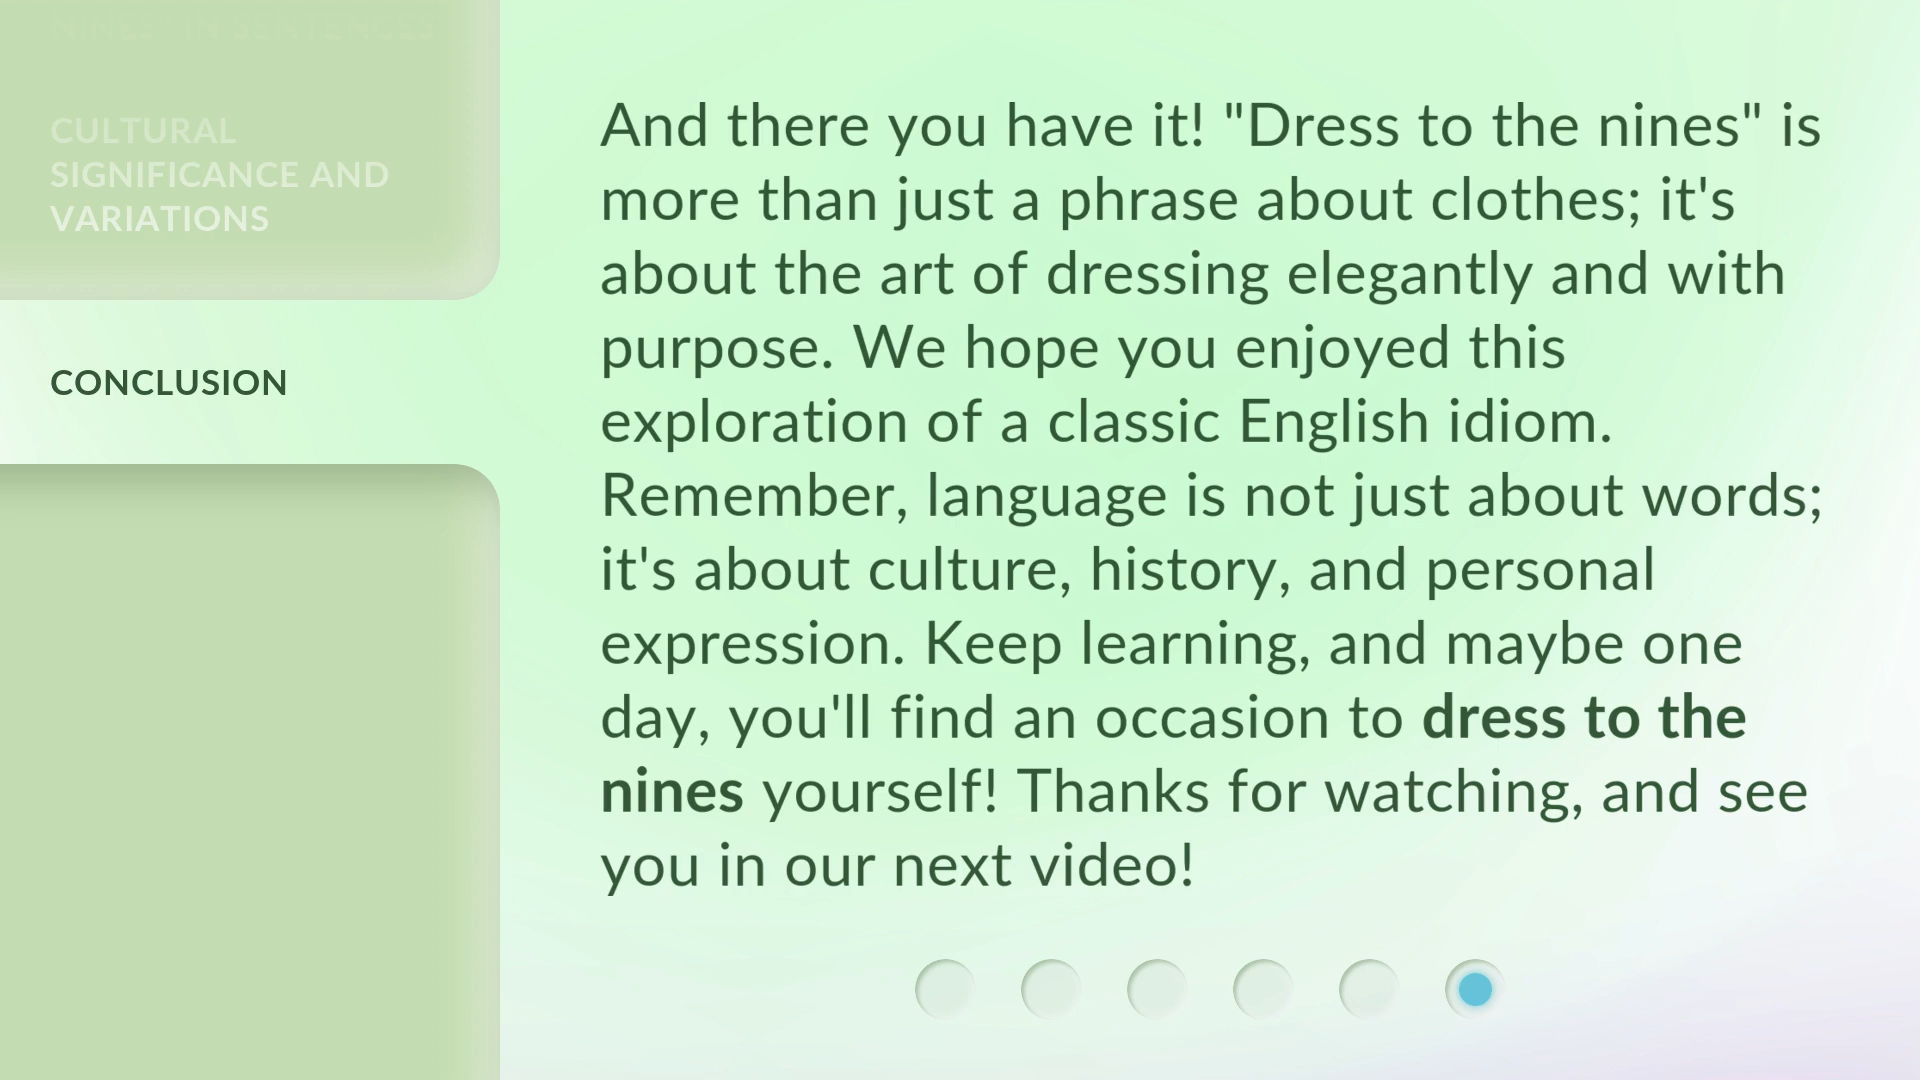 NINES" IN SENTENCES
CULTURAL
SIGNIFICANCE AND
VARIATIONS
CONCLUSION
And there you have it! "Dress to the nines" is
more than just a phrase about clothes; it's
about the art of dressing elegantly and with
purpose. We hope you enjoyed this
exploration of a classic English idiom.
Remember, language is not just about words;
it's about culture, history, and personal
expression. Keep learning, and maybe one
day, you'll find an occasion to dress to the
nines yourself! Thanks for watching, and see
you in our next video!